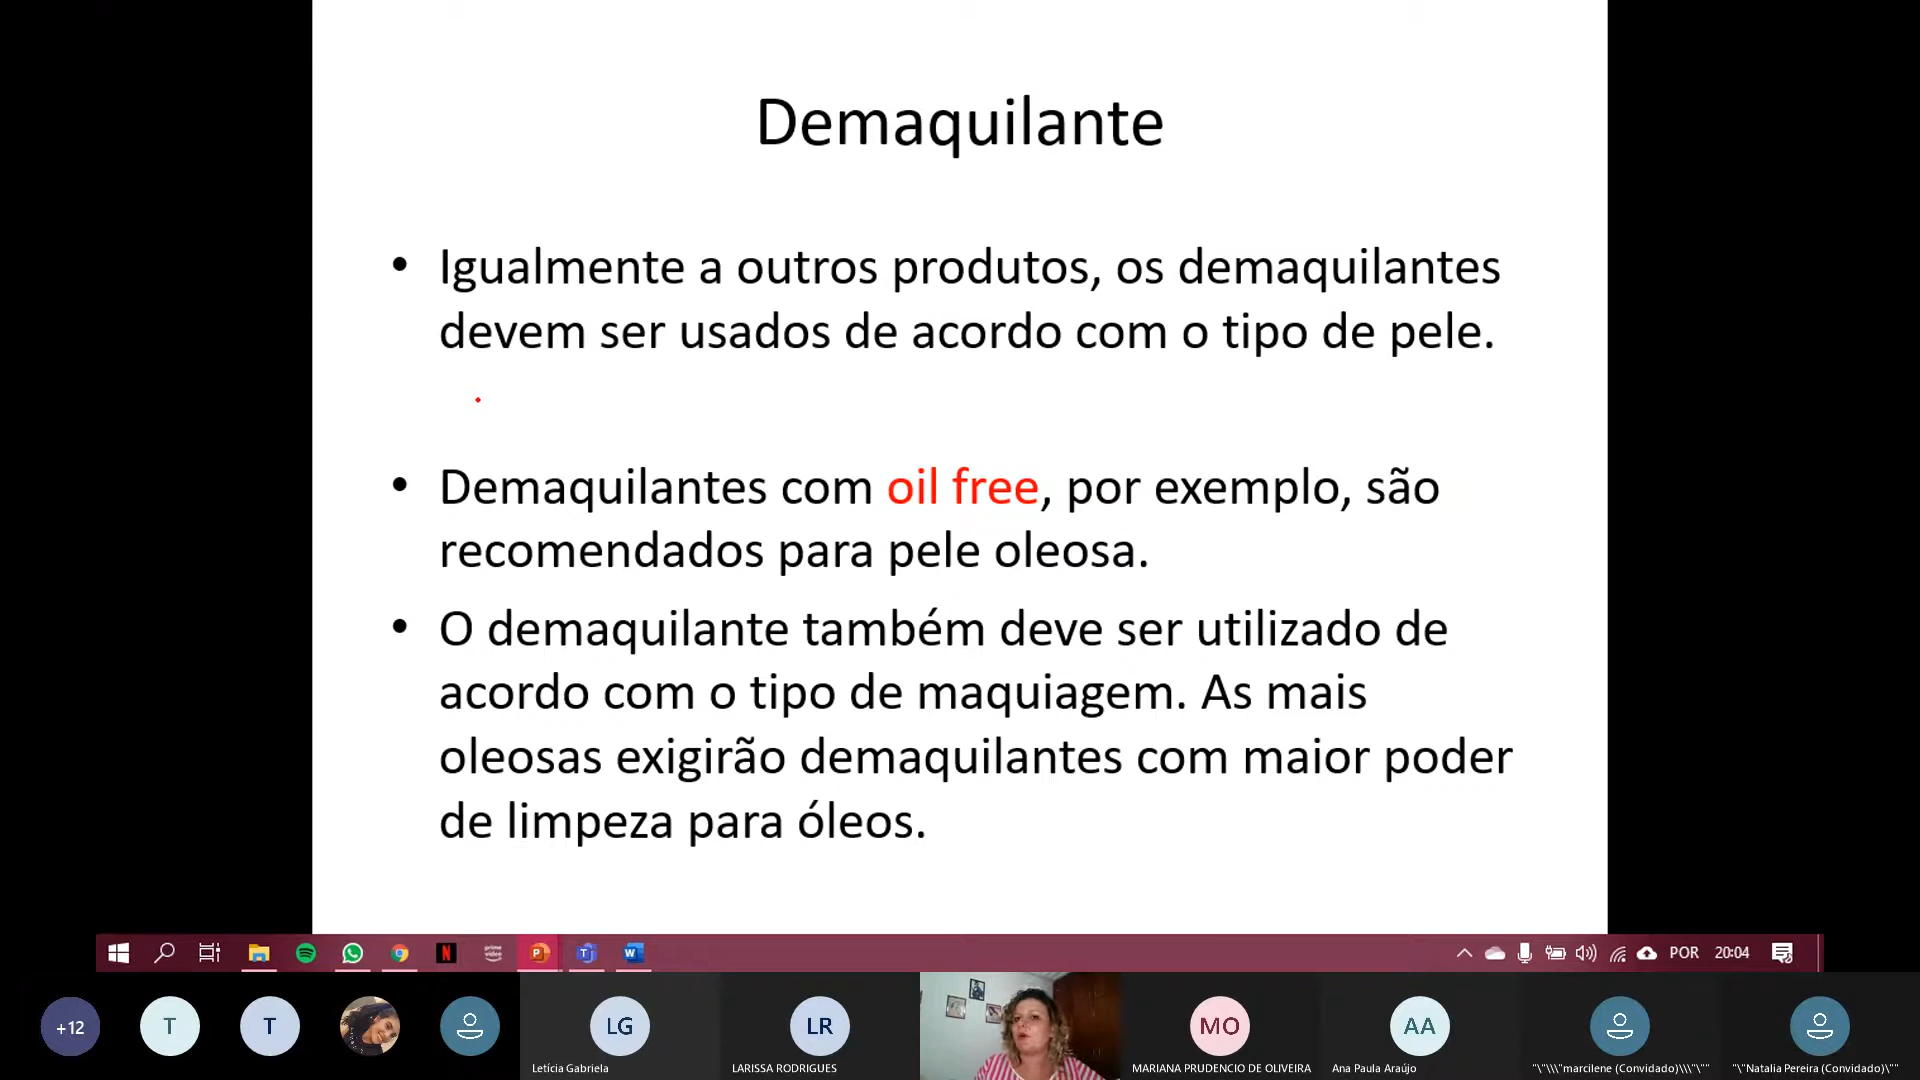 Demaquilante
• Igualmente a outros produtos, os demaquilantes
devem ser usados de acordo com o tipo de pele.
• Demaquilantes com oil free, por exemplo, são
recomendados para pele oleosa.
• O demaquilante também deve ser utilizado de
acordo com o tipo de maquiagem. As mais
oleosas exigirão demaquilantes com maior poder
de limpeza para óleos.
N prime video P T W POR 20:04
+12 T T LG LR MO AA
Letícia Gabriela LARISSA RODRIGUES MARIANA PRUDENCIO DE OLIVEIRA Ana Paula Araújo "\"\\\"marcilene (Convidado)\\\"\"" "\"Natalia Pereira (Convidado)\""